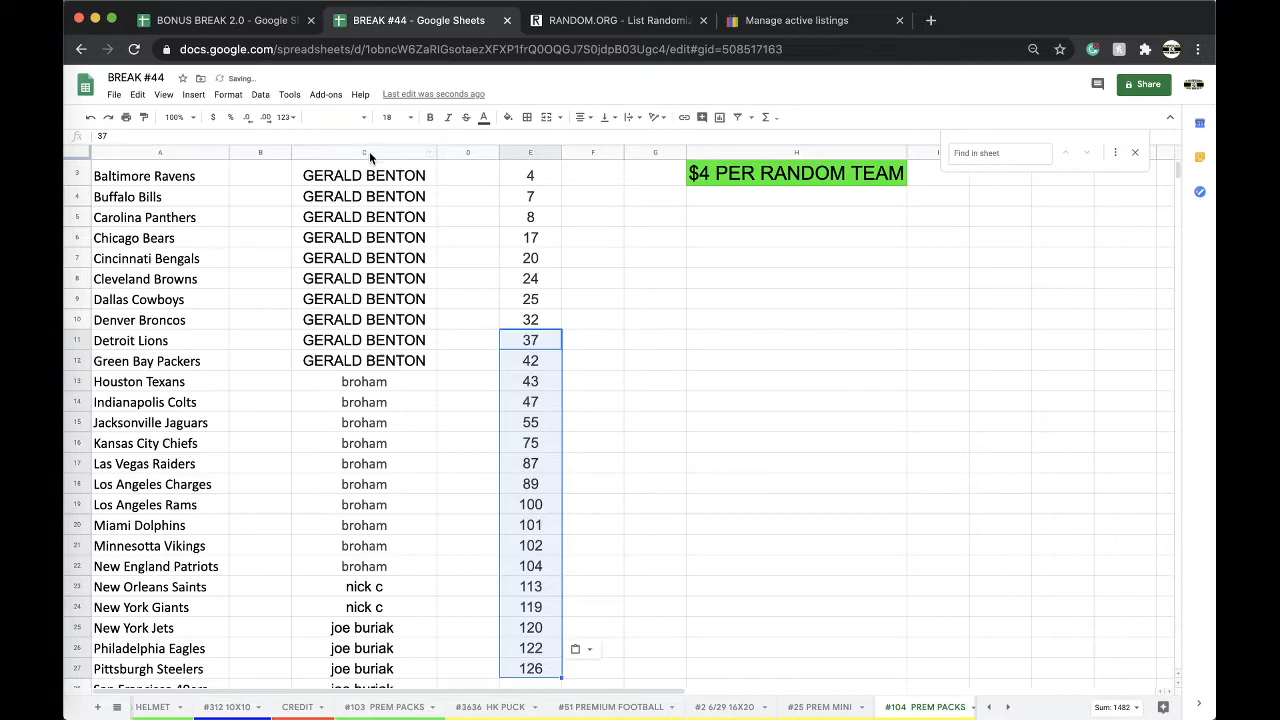 BONUS BREAK 2.0 - Google Sh
BREAK #44 - Google Sheets
RANDOM.ORG - List Randomiz
Manage active listings
docs.google.com/spreadsheets/d/1obncW6ZaRIGsotaezXFXP1frQ0OQGJ7S0jdpB03Ugc4/edit#gid=508517163
BREAK #44
Saving...
File Edit View Insert Format Data Tools Add-ons Help Last edit was seconds ago
Share
100% $ % .0 .00 123 18
fx 37
Find in sheet
A B C D E F G H
3 Baltimore Ravens GERALD BENTON 4 $4 PER RANDOM TEAM
4 Buffalo Bills GERALD BENTON 7
5 Carolina Panthers GERALD BENTON 8
6 Chicago Bears GERALD BENTON 17
7 Cincinnati Bengals GERALD BENTON 20
8 Cleveland Browns GERALD BENTON 24
9 Dallas Cowboys GERALD BENTON 25
10 Denver Broncos GERALD BENTON 32
11 Detroit Lions GERALD BENTON 37
12 Green Bay Packers GERALD BENTON 42
13 Houston Texans broham 43
14 Indianapolis Colts broham 47
15 Jacksonville Jaguars broham 55
16 Kansas City Chiefs broham 75
17 Las Vegas Raiders broham 87
18 Los Angeles Charges broham 89
19 Los Angeles Rams broham 100
20 Miami Dolphins broham 101
21 Minnesotta Vikings broham 102
22 New England Patriots broham 104
23 New Orleans Saints nick c 113
24 New York Giants nick c 119
25 New York Jets joe buriak 120
26 Philadelphia Eagles joe buriak 122
27 Pittsburgh Steelers joe buriak 126
HELMET #312 10X10 CREDIT #103 PREM PACKS #3636 HK PUCK #51 PREMIUM FOOTBALL #2 6/29 16X20 #25 PREM MINI #104 PREM PACKS Sum: 1482